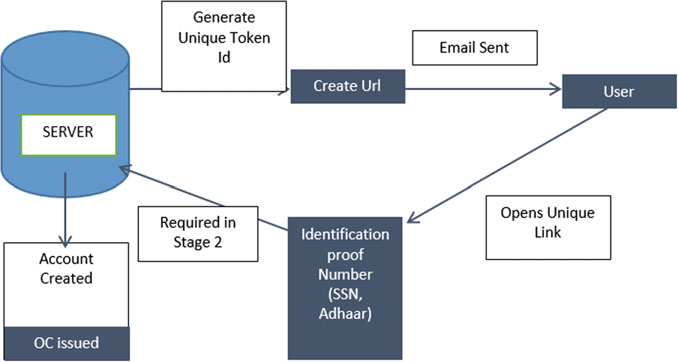 Generate
Unique Token
Id
Email Sent
Create Url
User
SERVER
Required in
Stage 2
Identification
proof
Number
(SSN,
Adhaar)
Opens Unique
Link
Account
Created
OC issued